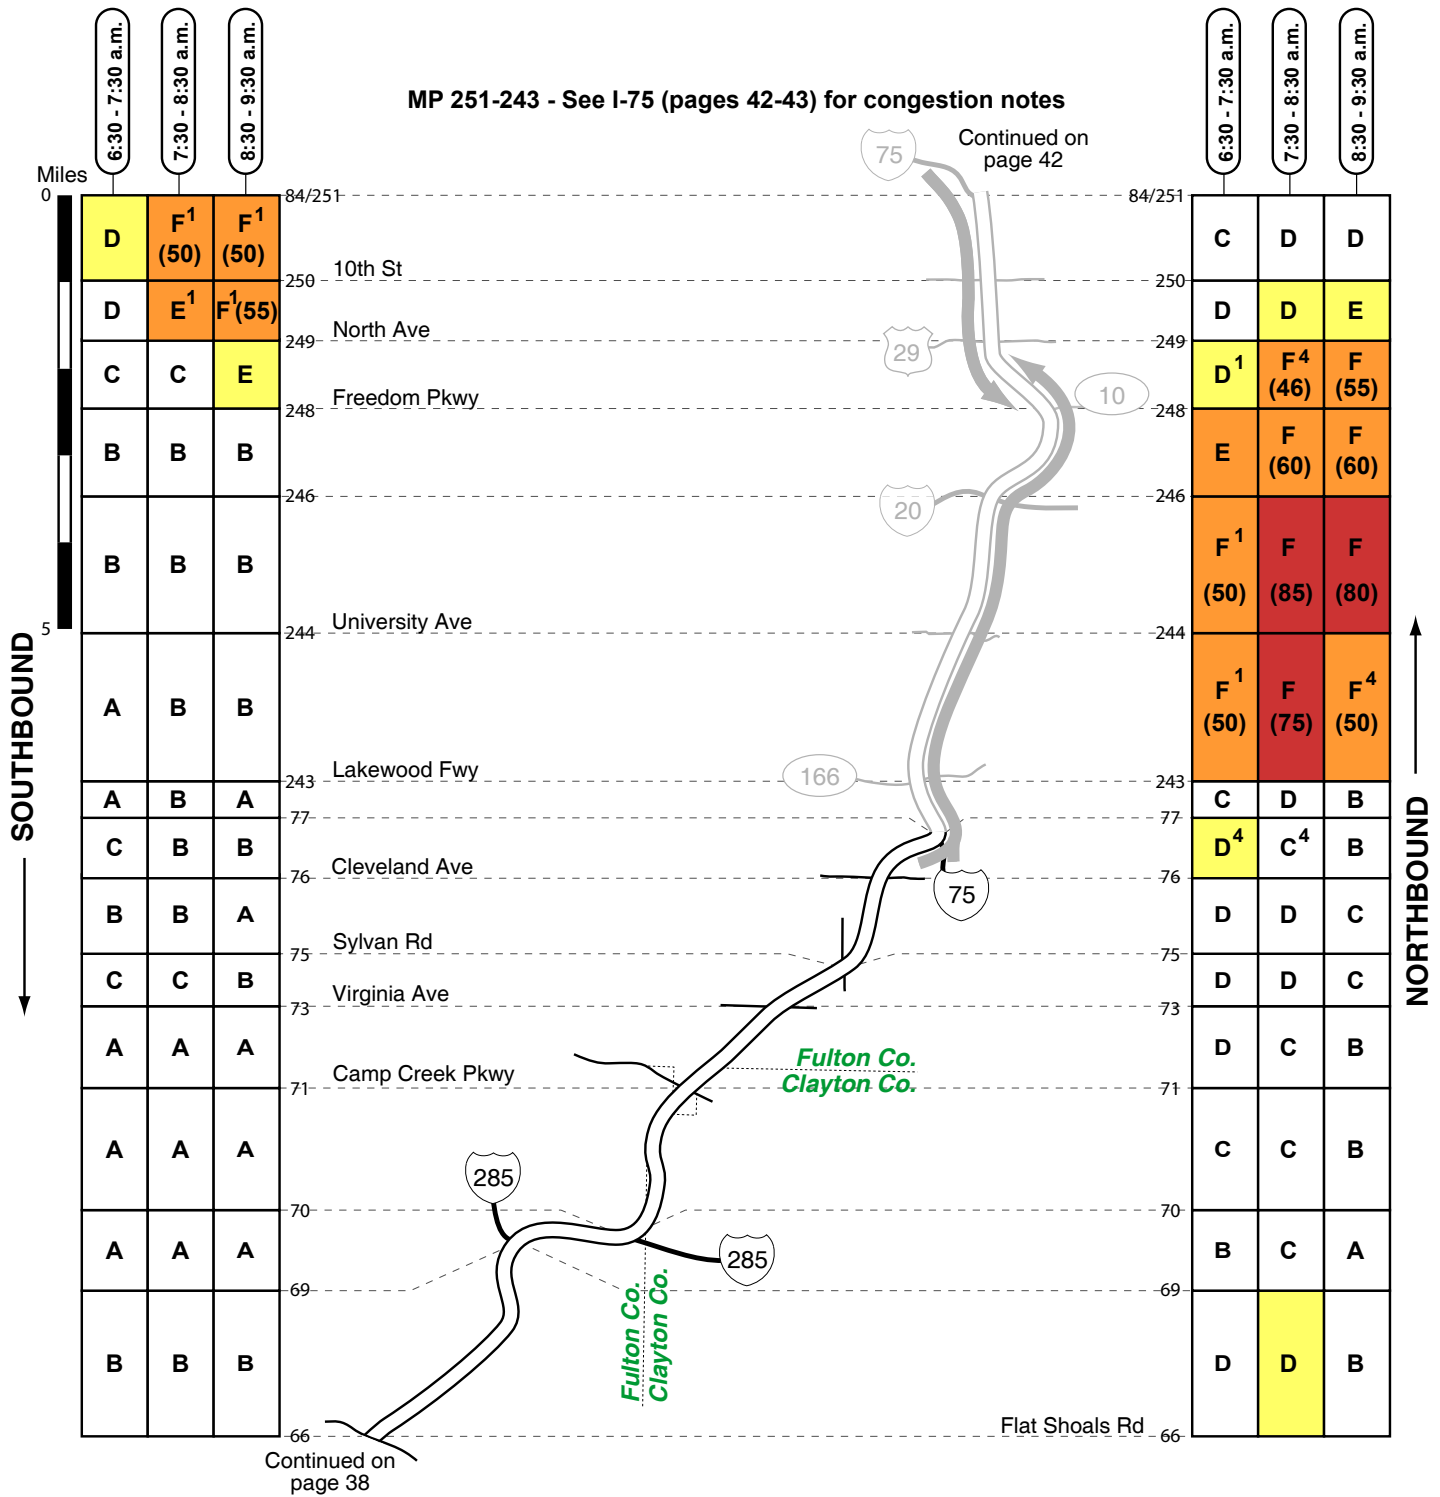 6:30 - 7:30 a.m.
7:30 - 8:30 a.m.
8:30 - 9:30 a.m.
MP 251-243 - See I-75 (pages 42-43) for congestion notes
6:30 - 7:30 a.m.
7:30 - 8:30 a.m.
8:30 - 9:30 a.m.
75
Continued on
page 42
Miles
0
5
SOUTHBOUND
NORTHBOUND
84/251
84/251
D F1 (50) F1 (50)
C D D
10th St
250
250
D E1 F1(55)
D D E
North Ave
249
249
29
C C E
D1 F4 (46) F (55)
Freedom Pkwy
248
248
10
B B B
E F (60) F (60)
246
246
20
B B B
F1 (50) F (85) F (80)
University Ave
244
244
A B B
F1 (50) F (75) F4 (50)
Lakewood Fwy
243
243
166
A B A
C D B
77
77
C B B
D4 C4 B
Cleveland Ave
76
76
75
B B A
D D C
Sylvan Rd
75
75
C C B
D D C
Virginia Ave
73
73
A A A
D C B
Fulton Co.
Clayton Co.
Camp Creek Pkwy
71
71
A A A
C C B
285
70
70
A A A
B C A
285
69
69
Fulton Co.
Clayton Co.
B B B
D D B
Flat Shoals Rd
66
66
Continued on
page 38